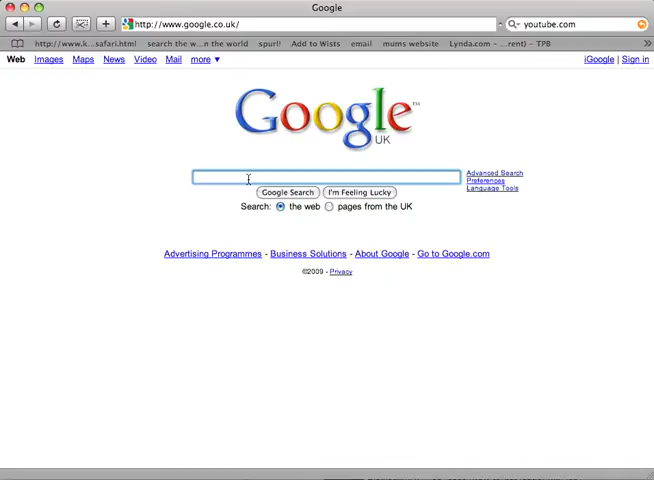 Google
http://www.google.co.uk/ youtube.com
http://www.k...safari.html search the w...n the world spurl! Add to Wists email mums website Lynda.com - ...rent) - TPB
Web Images Maps News Video Mail more ▼ iGoogle | Sign in
Google™
UK
Advanced Search
Preferences
Language Tools
Google Search I'm Feeling Lucky
Search: the web pages from the UK
Advertising Programmes - Business Solutions - About Google - Go to Google.com
©2009 - Privacy